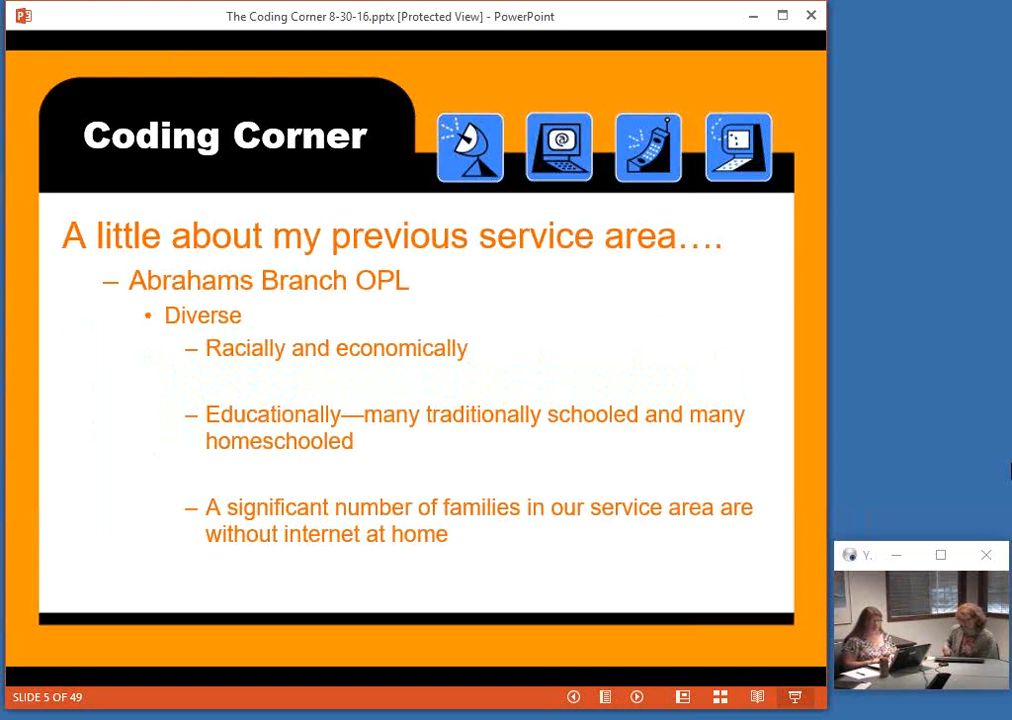 The Coding Corner 8-30-16.pptx [Protected View] - PowerPoint
Coding Corner
A little about my previous service area….
– Abrahams Branch OPL
• Diverse
– Racially and economically
– Educationally—many traditionally schooled and many
homeschooled
– A significant number of families in our service area are
without internet at home
Y.
SLIDE 5 OF 49